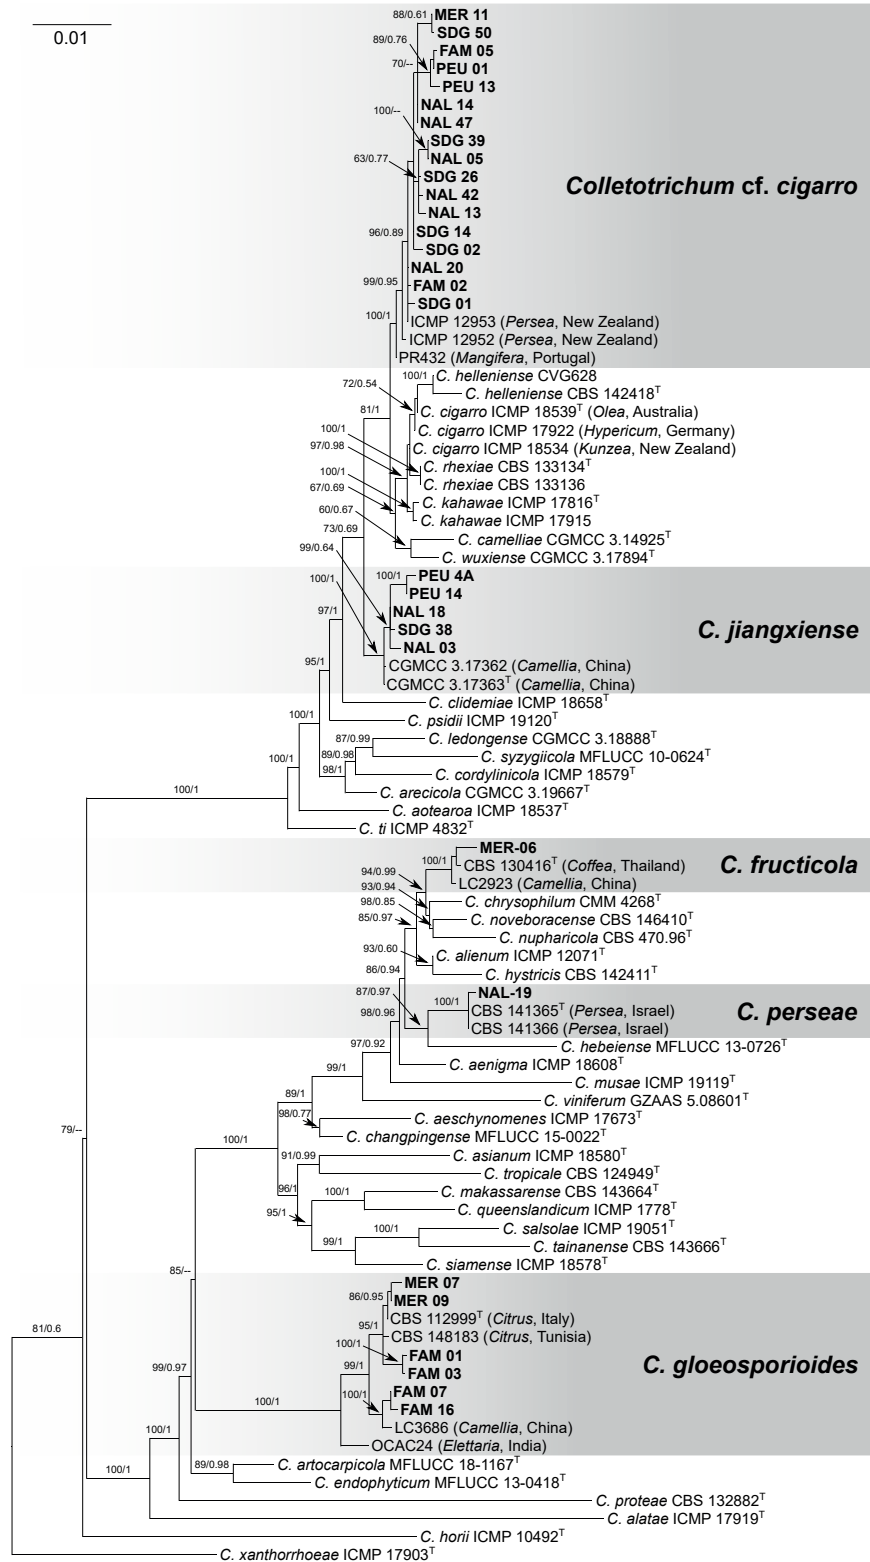 88/0.61 MER 11
0.01
SDG 50
89/0.76
FAM 05
70/--
PEU 01
PEU 13
NAL 14
100/--
NAL 47
SDG 39
63/0.77
NAL 05
SDG 26
Colletotrichum cf. cigarro
NAL 42
NAL 13
96/0.89
SDG 14
SDG 02
NAL 20
99/0.95
FAM 02
SDG 01
100/1
ICMP 12953 (Persea, New Zealand)
ICMP 12952 (Persea, New Zealand)
PR432 (Mangifera, Portugal)
100/1 C. helleniense CVG628
72/0.54
C. helleniense CBS 142418ᵀ
81/1
C. cigarro ICMP 18539ᵀ (Olea, Australia)
100/1
C. cigarro ICMP 17922 (Hypericum, Germany)
97/0.98
C. cigarro ICMP 18534 (Kunzea, New Zealand)
C. rhexiae CBS 133134ᵀ
100/1
C. rhexiae CBS 133136
67/0.69
C. kahawae ICMP 17816ᵀ
60/0.67
C. kahawae ICMP 17915
73/0.69
C. camelliae CGMCC 3.14925ᵀ
99/0.64
C. wuxiense CGMCC 3.17894ᵀ
100/1
100/1 PEU 4A
PEU 14
97/1
NAL 18
SDG 38
C. jiangxiense
NAL 03
95/1
CGMCC 3.17362 (Camellia, China)
CGMCC 3.17363ᵀ (Camellia, China)
C. clidemiae ICMP 18658ᵀ
100/1
C. psidii ICMP 19120ᵀ
87/0.99
C. ledongense CGMCC 3.18888ᵀ
89/0.98
C. syzygiicola MFLUCC 10-0624ᵀ
100/1
98/1
C. cordylinicola ICMP 18579ᵀ
100/1
C. arecicola CGMCC 3.19667ᵀ
C. aotearoa ICMP 18537ᵀ
C. ti ICMP 4832ᵀ
MER-06
100/1
CBS 130416ᵀ (Coffea, Thailand)
C. fructicola
94/0.99
LC2923 (Camellia, China)
93/0.94
C. chrysophilum CMM 4268ᵀ
98/0.85
C. noveboracense CBS 146410ᵀ
85/0.97
C. nupharicola CBS 470.96ᵀ
93/0.60
C. alienum ICMP 12071ᵀ
86/0.94
C. hystricis CBS 142411ᵀ
87/0.97
NAL-19
100/1
CBS 141365ᵀ (Persea, Israel)
C. perseae
98/0.96
CBS 141366 (Persea, Israel)
97/0.92
C. hebeiense MFLUCC 13-0726ᵀ
C. aenigma ICMP 18608ᵀ
99/1
C. musae ICMP 19119ᵀ
89/1
C. viniferum GZAAS 5.08601ᵀ
98/0.77
C. aeschynomenes ICMP 17673ᵀ
79/--
C. changpingense MFLUCC 15-0022ᵀ
100/1
91/0.99
C. asianum ICMP 18580ᵀ
C. tropicale CBS 124949ᵀ
96/1
100/1
C. makassarense CBS 143664ᵀ
95/1
C. queenslandicum ICMP 1778ᵀ
100/1
C. salsolae ICMP 19051ᵀ
99/1
C. tainanense CBS 143666ᵀ
85/--
C. siamense ICMP 18578ᵀ
MER 07
86/0.95
MER 09
CBS 112999ᵀ (Citrus, Italy)
81/0.6
95/1
CBS 148183 (Citrus, Tunisia)
100/1
FAM 01
C. gloeosporioides
99/0.97
99/1
FAM 03
100/1
FAM 07
100/1
FAM 16
LC3686 (Camellia, China)
100/1
OCAC24 (Elettaria, India)
100/1
89/0.98
C. artocarpicola MFLUCC 18-1167ᵀ
C. endophyticum MFLUCC 13-0418ᵀ
C. proteae CBS 132882ᵀ
C. alatae ICMP 17919ᵀ
C. horii ICMP 10492ᵀ
C. xanthorrhoeae ICMP 17903ᵀ